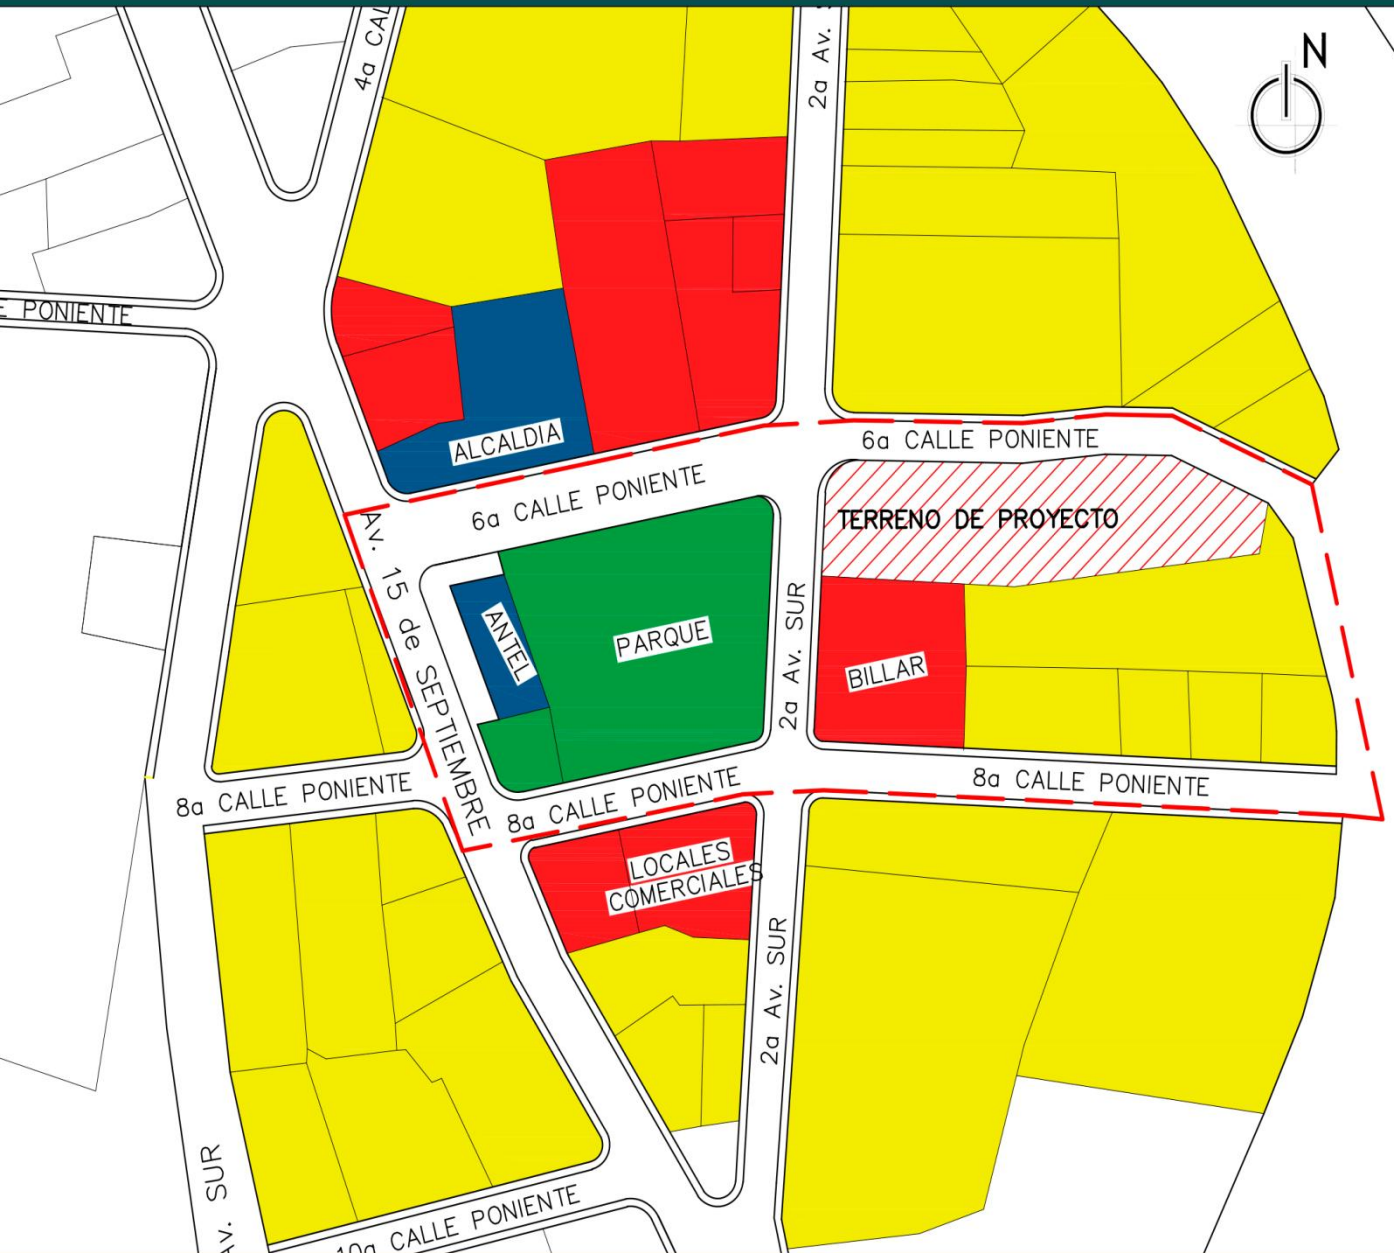 N
4a CAL
2a Av. S
E PONIENTE
ALCALDIA
6a CALLE PONIENTE
6a CALLE PONIENTE
TERRENO DE PROYECTO
Av. 15 de SEPTIEMBRE
ANTEL
PARQUE
2a Av. SUR
BILLAR
8a CALLE PONIENTE
8a CALLE PONIENTE
8a CALLE PONIENTE
LOCALES
COMERCIALES
2a Av. SUR
Av. SUR
10a CALLE PONIENTE